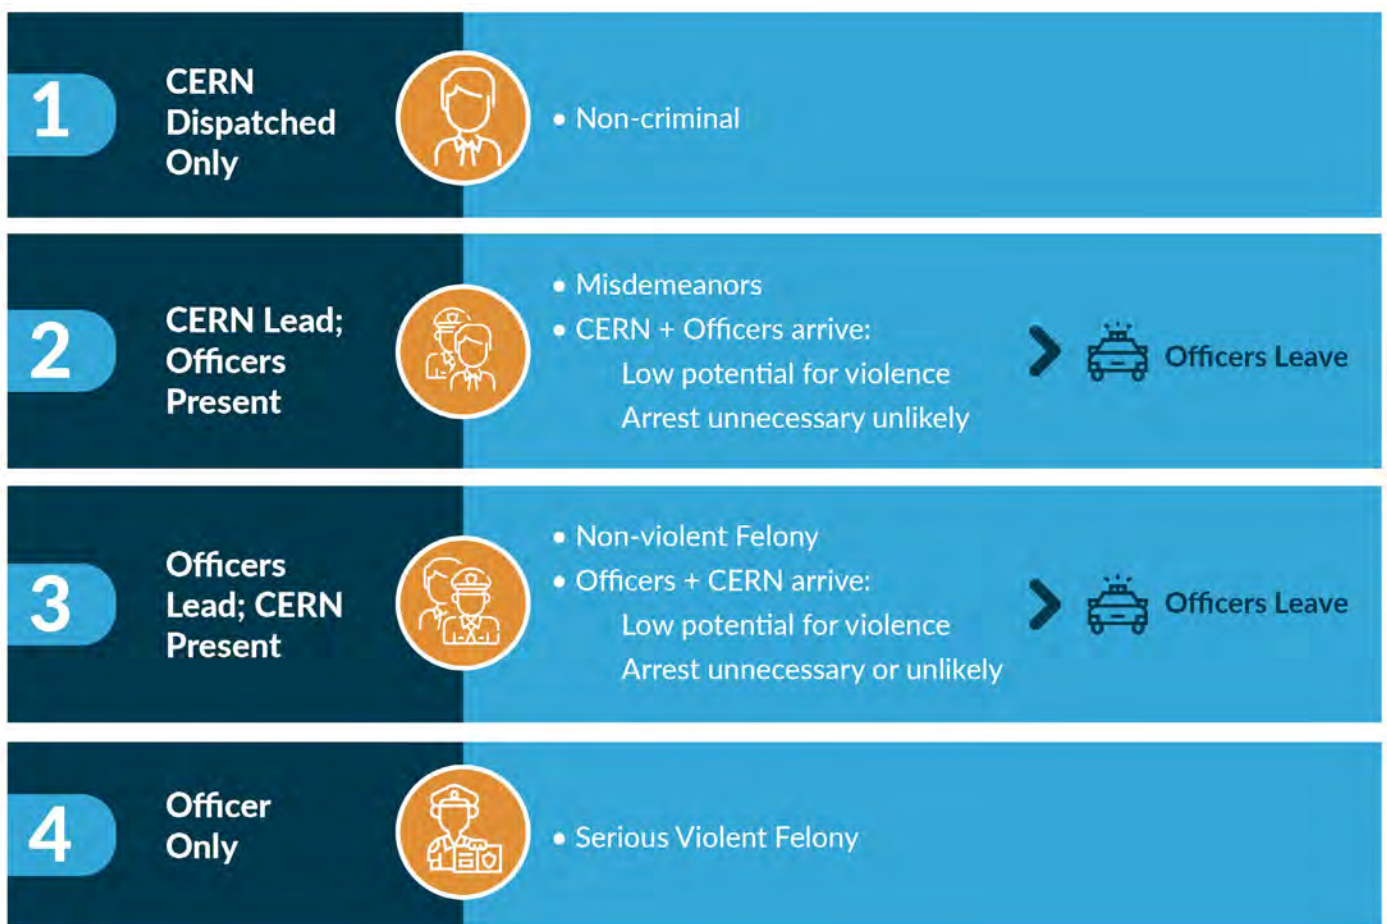 1
CERN
Dispatched
Only
• Non-criminal
2
CERN Lead;
Officers
Present
• Misdemeanors
• CERN + Officers arrive:
Low potential for violence
Arrest unnecessary unlikely
Officers Leave
3
Officers
Lead; CERN
Present
• Non-violent Felony
• Officers + CERN arrive:
Low potential for violence
Arrest unnecessary or unlikely
Officers Leave
4
Officer
Only
• Serious Violent Felony